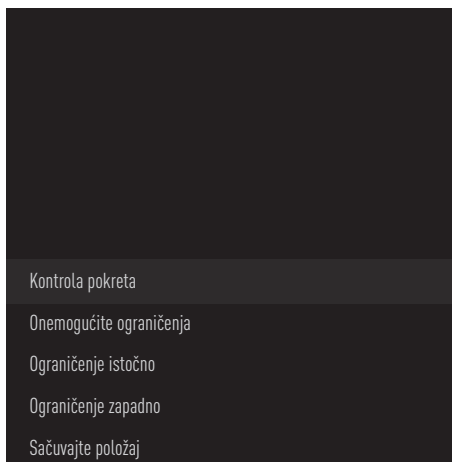 Kontrola pokreta
Onemogućite ograničenja
Ograničenje istočno
Ograničenje zapadno
Sačuvajte položaj